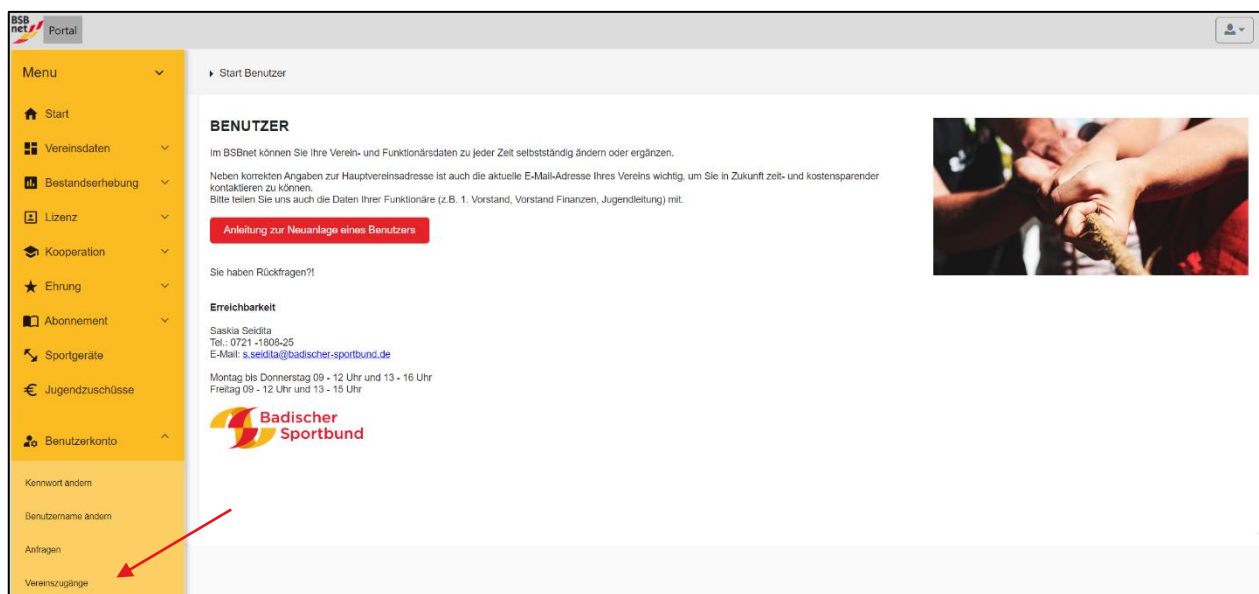 BSB
net
Portal
Menu
Start
Vereinsdaten
Bestandserhebung
Lizenz
Kooperation
Ehrung
Abonnement
Sportgeräte
Jugendzuschüsse
Benutzerkonto
Kennwort ändern
Benutzername ändern
Anfragen
Vereinszugänge
Start Benutzer
BENUTZER
Im BSBnet können Sie Ihre Verein- und Funktionärsdaten zu jeder Zeit selbstständig ändern oder ergänzen.
Neben korrekten Angaben zur Hauptvereinsadresse ist auch die aktuelle E-Mail-Adresse Ihres Vereins wichtig, um Sie in Zukunft zeit- und kostensparender
kontaktieren zu können.
Bitte teilen Sie uns auch die Daten Ihrer Funktionäre (z.B. 1. Vorstand, Vorstand Finanzen, Jugendleitung) mit.
Anleitung zur Neuanlage eines Benutzers
Sie haben Rückfragen?!
Erreichbarkeit
Saskia Seidita
Tel.: 0721 -1808-25
E-Mail: s.seidita@badischer-sportbund.de
Montag bis Donnerstag 09 - 12 Uhr und 13 - 16 Uhr
Freitag 09 - 12 Uhr und 13 - 15 Uhr
Badischer
Sportbund